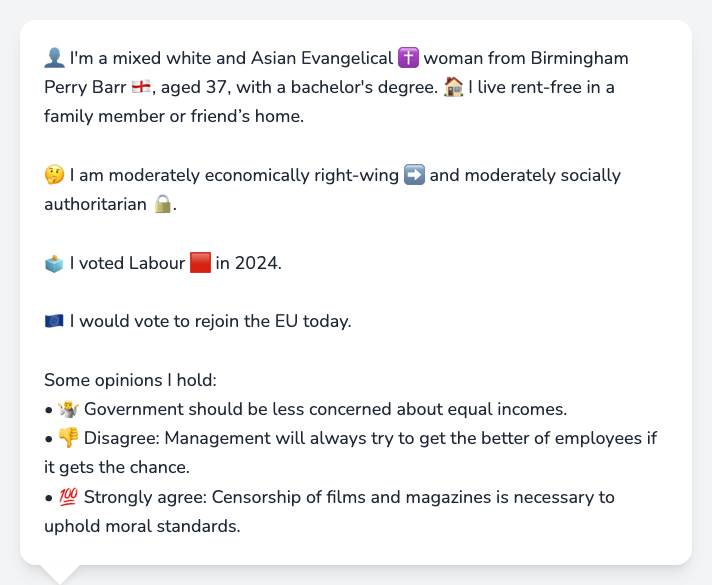 👤 I'm a mixed white and Asian Evangelical ✝️ woman from Birmingham
Perry Barr 🏴󠁧󠁢󠁥󠁮󠁧󠁿, aged 37, with a bachelor's degree. 🏠 I live rent-free in a
family member or friend’s home.
🤔 I am moderately economically right-wing ➡️ and moderately socially
authoritarian 🔒.
🗳️ I voted Labour 🟥 in 2024.
🇪🇺 I would vote to rejoin the EU today.
Some opinions I hold:
• 🤷 Government should be less concerned about equal incomes.
• 👎 Disagree: Management will always try to get the better of employees if
it gets the chance.
• 💯 Strongly agree: Censorship of films and magazines is necessary to
uphold moral standards.